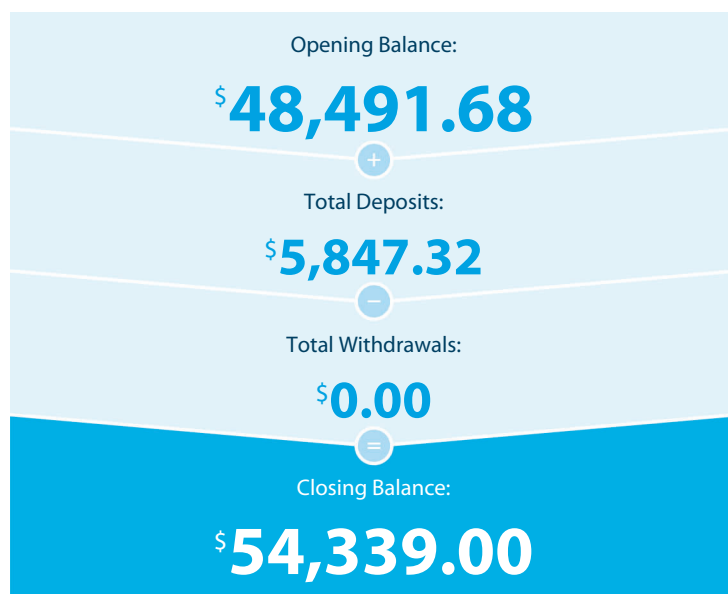 Opening Balance:
$48,491.68
+
Total Deposits:
$5,847.32
−
Total Withdrawals:
$0.00
=
Closing Balance:
$54,339.00